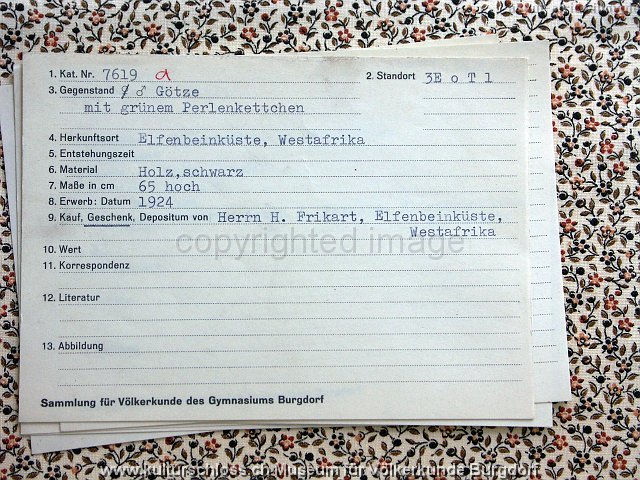 1. Kat. Nr. 7619 a 2. Standort 3E o T l
3. Gegenstand ♂ Götze
mit grünem Perlenkettchen
4. Herkunftsort Elfenbeinküste, Westafrika
5. Entstehungszeit
6. Material Holz,schwarz
7. Maße in cm 65 hoch
8. Erwerb: Datum 1924
9. Kauf, Geschenk, Depositum von Herrn H. Frikart, Elfenbeinküste,
Westafrika
copyrighted image
10. Wert
11. Korrespondenz
12. Literatur
13. Abbildung
Sammlung für Völkerkunde des Gymnasiums Burgdorf
www.kulturschloss.ch Museum für Völkerkunde Burgdorf